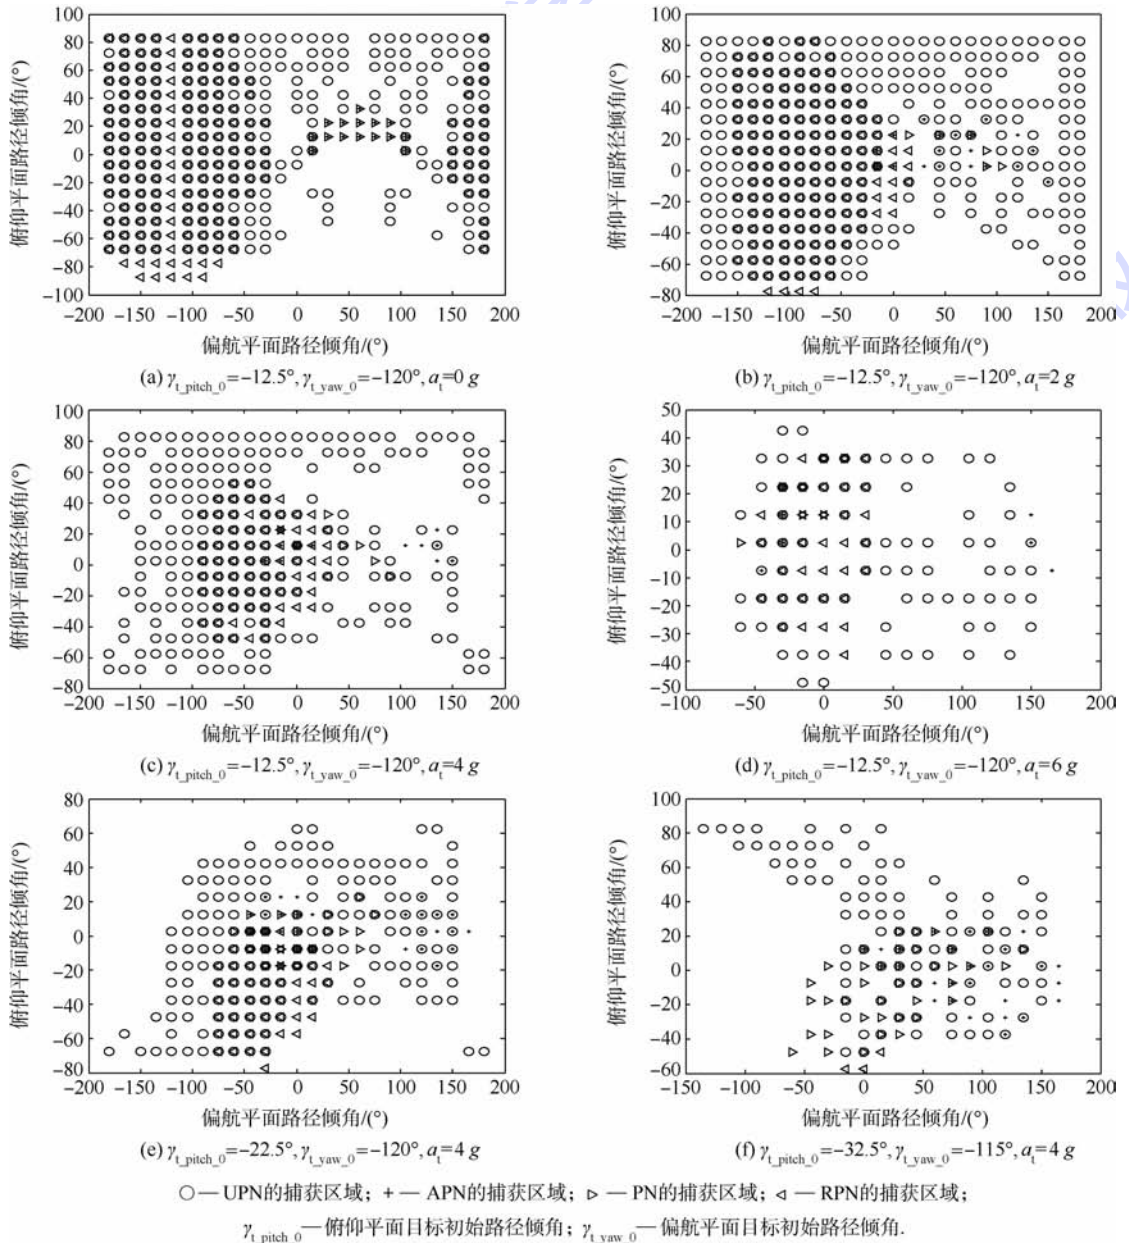 100
80
60
40
20
0
−20
−40
−60
−80
−100
−200 −150 −100 −50 0 50 100 150 200
俯仰平面路径倾角/(°)
偏航平面路径倾角/(°)
(a) γt_pitch_0=−12.5°, γt_yaw_0=−120°, at=0 g
100
80
60
40
20
0
−20
−40
−60
−80
−200 −150 −100 −50 0 50 100 150 200
俯仰平面路径倾角/(°)
偏航平面路径倾角/(°)
(b) γt_pitch_0=−12.5°, γt_yaw_0=−120°, at=2 g
100
80
60
40
20
0
−20
−40
−60
−80
−200 −150 −100 −50 0 50 100 150 200
俯仰平面路径倾角/(°)
偏航平面路径倾角/(°)
(c) γt_pitch_0=−12.5°, γt_yaw_0=−120°, at=4 g
50
40
30
20
10
0
−10
−20
−30
−40
−50
−100 −50 0 50 100 150 200
俯仰平面路径倾角/(°)
偏航平面路径倾角/(°)
(d) γt_pitch_0=−12.5°, γt_yaw_0=−120°, at=6 g
80
60
40
20
0
−20
−40
−60
−80
−200 −150 −100 −50 0 50 100 150 200
俯仰平面路径倾角/(°)
偏航平面路径倾角/(°)
(e) γt_pitch_0=−22.5°, γt_yaw_0=−120°, at=4 g
100
80
60
40
20
0
−20
−40
−60
−150 −100 −50 0 50 100 150 200
俯仰平面路径倾角/(°)
偏航平面路径倾角/(°)
(f) γt_pitch_0=−32.5°, γt_yaw_0=−115°, at=4 g
○ — UPN的捕获区域; + — APN的捕获区域; ▷ — PN的捕获区域; ◁ — RPN的捕获区域;
γt_pitch_0—俯仰平面目标初始路径倾角; γt_yaw_0—偏航平面目标初始路径倾角.